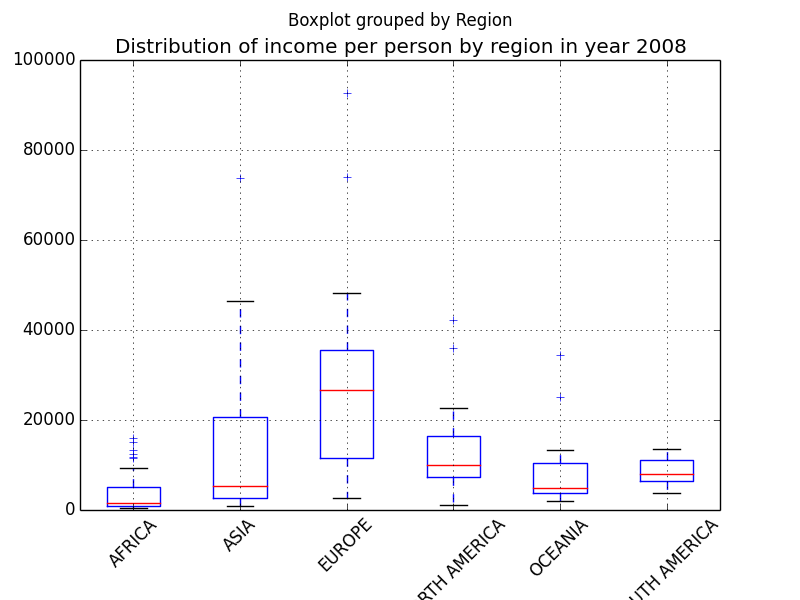 Boxplot grouped by Region
Distribution of income per person by region in year 2008
100000
80000
60000
40000
20000
0
AFRICA
ASIA
EUROPE
RTH AMERICA
OCEANIA
UTH AMERICA